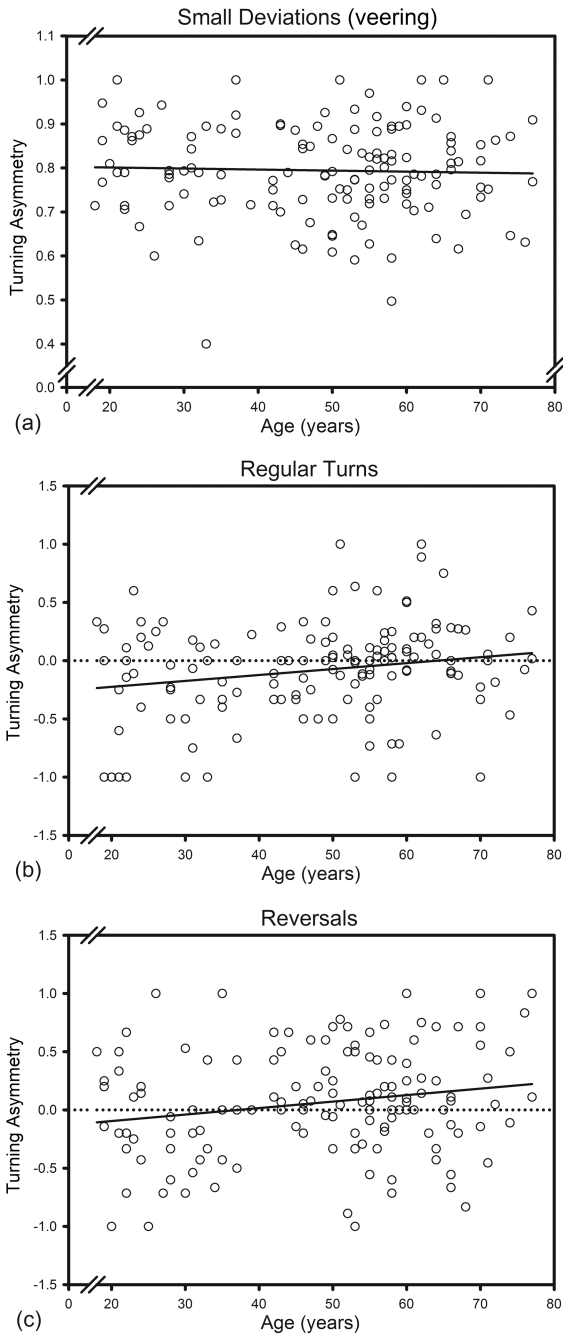 Small Deviations (veering)
1.1
1.0
0.9
0.8
0.7
0.6
0.5
0.4
0.0
Turning Asymmetry
0 20 30 40 50 60 70 80
Age (years)
(a)
Regular Turns
1.5
1.0
0.5
0.0
-0.5
-1.0
-1.5
Turning Asymmetry
0 20 30 40 50 60 70 80
Age (years)
(b)
Reversals
1.5
1.0
0.5
0.0
-0.5
-1.0
-1.5
Turning Asymmetry
0 20 30 40 50 60 70 80
Age (years)
(c)